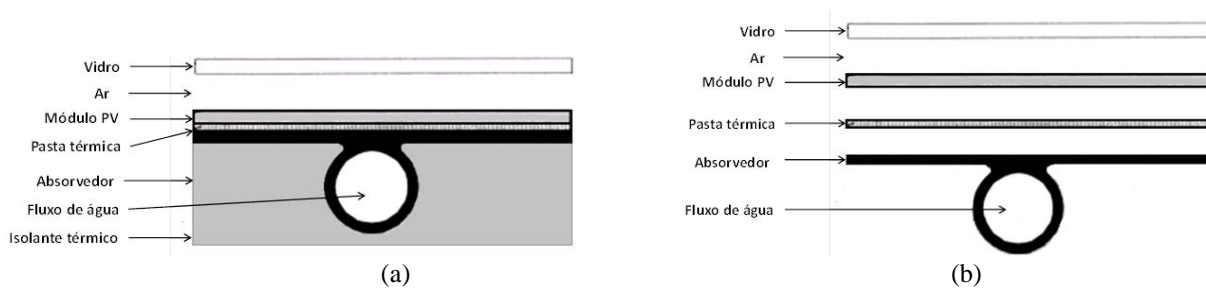 Vidro
Ar
Módulo PV
Pasta térmica
Absorvedor
Fluxo de água
Isolante térmico
(a)
Vidro
Ar
Módulo PV
Pasta térmica
Absorvedor
Fluxo de água
(b)